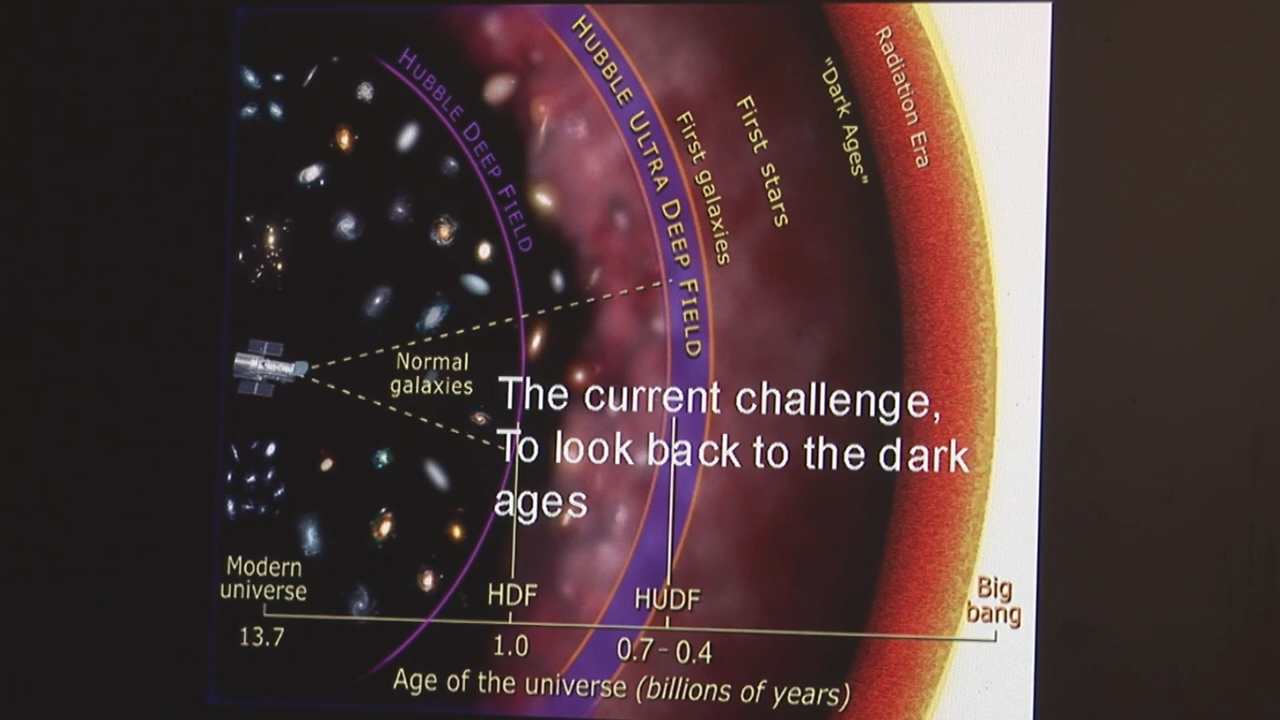 HUBBLE DEEP FIELD
HUBBLE ULTRA DEEP FIELD
First galaxies
First stars
"Dark Ages"
Radiation Era
Normal
galaxies
The current challenge,
To look back to the dark
ages
Modern
universe
HDF
HUDF
Big
bang
13.7
1.0
0.7 - 0.4
Age of the universe (billions of years)